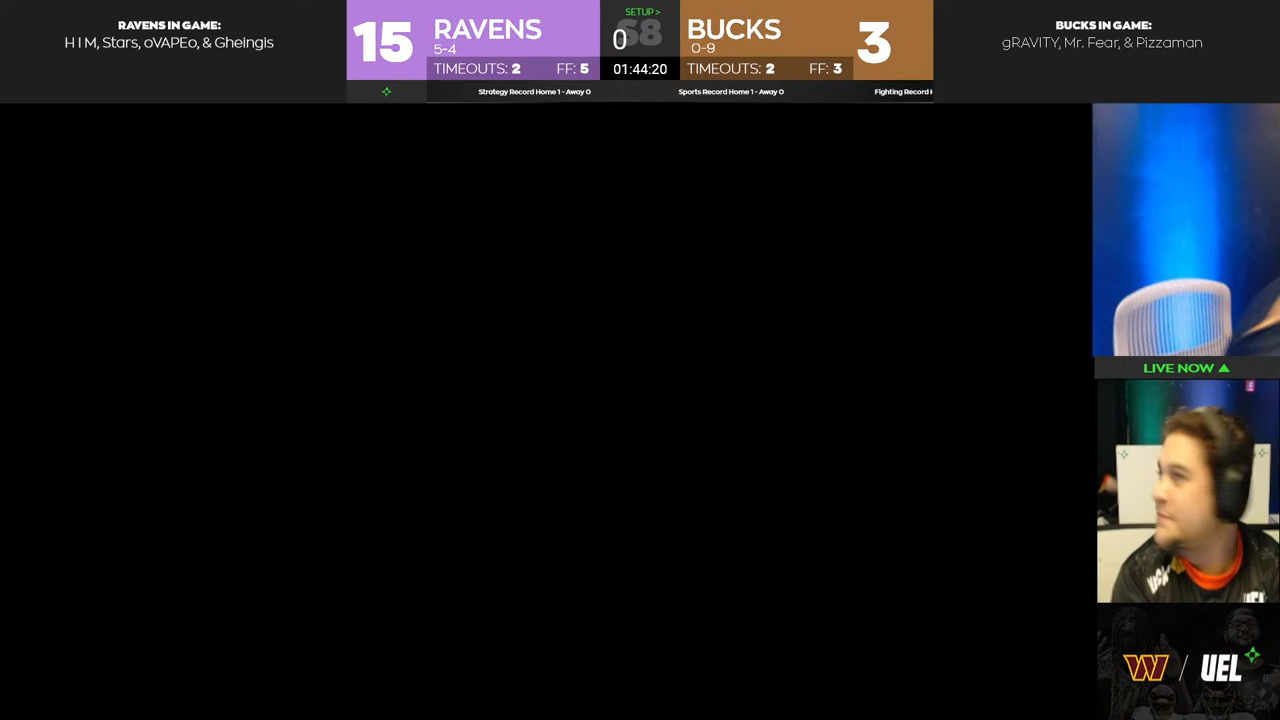 RAVENS IN GAME:
H I M, Stars, oVAPEo, & Gheingis
15
RAVENS
5-4
TIMEOUTS: 2 FF: 5
SETUP >
S8
0
01:44:20
BUCKS
0-9
TIMEOUTS: 2 FF: 3
3
BUCKS IN GAME:
gRAVITY, Mr. Fear, & Pizzaman
Strategy Record Home 1 - Away 0
Sports Record Home 1 - Away 0
Fighting Record
LIVE NOW
W / UEL